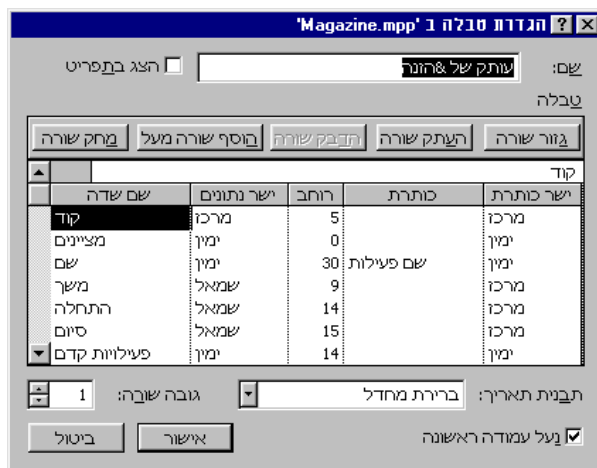 הגדרת טבלה ב 'Magazine.mpp'
שם: עותק של &הזנה הצג בתפריט
טבלה
גזור שורה העתק שורה הדבק שורה הוסף שורה מעל מחק שורה
קוד
ישר כותרת כותרת רוחב ישר נתונים שם שדה
מרכז 5 מרכז קוד
ימין 0 ימין מציינים
ימין שם פעילות 30 ימין שם
מרכז 9 שמאל משך
מרכז 14 שמאל התחלה
מרכז 15 שמאל סיום
ימין 14 ימין פעילויות קדם
תבנית תאריך: ברירת מחדל גובה שורה: 1
נעל עמודה ראשונה אישור ביטול